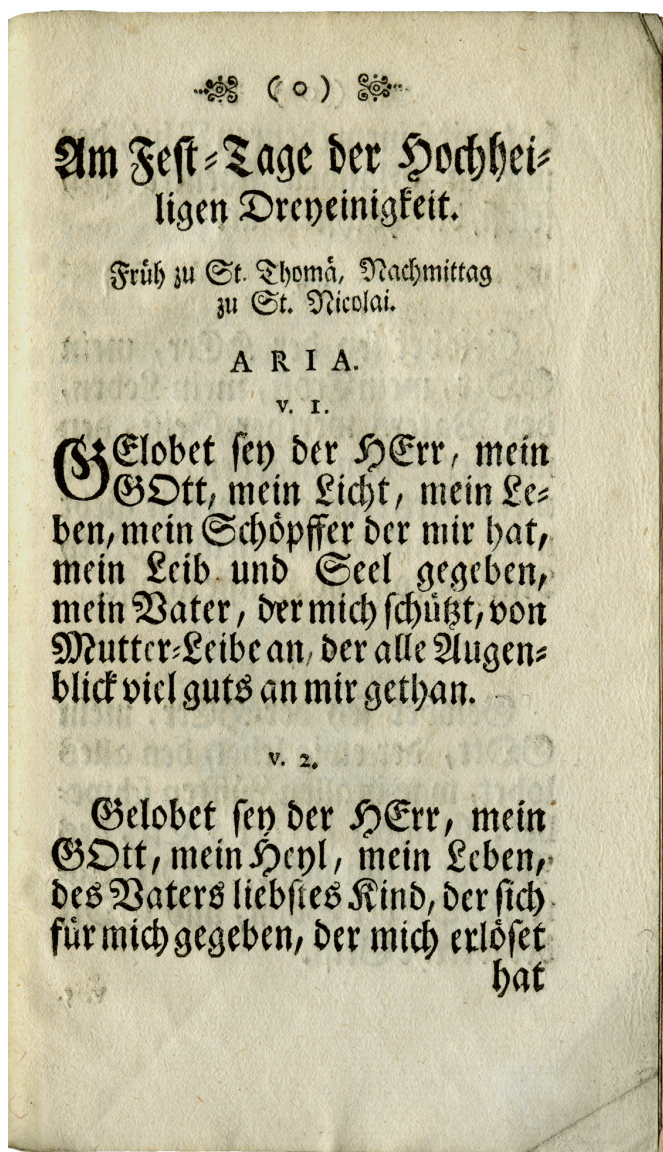 ( o )
Am Fest-Tage der Hochhei-
ligen Dreyeinigkeit.
Früh zu St. Thomä, Nachmittag
zu St. Nicolai.
ARIA.
v. 1.
GElobet sey der HErr, mein
GOtt, mein Licht, mein Le-
ben, mein Schöpffer der mir hat,
mein Leib und Seel gegeben,
mein Vater, der mich schützt, von
Mutter-Leibe an, der alle Augen-
blick viel guts an mir gethan.
v. 2.
Gelobet sey der HErr, mein
GOtt, mein Heyl, mein Leben,
des Vaters liebstes Kind, der sich
für mich gegeben, der mich erlöset
hat